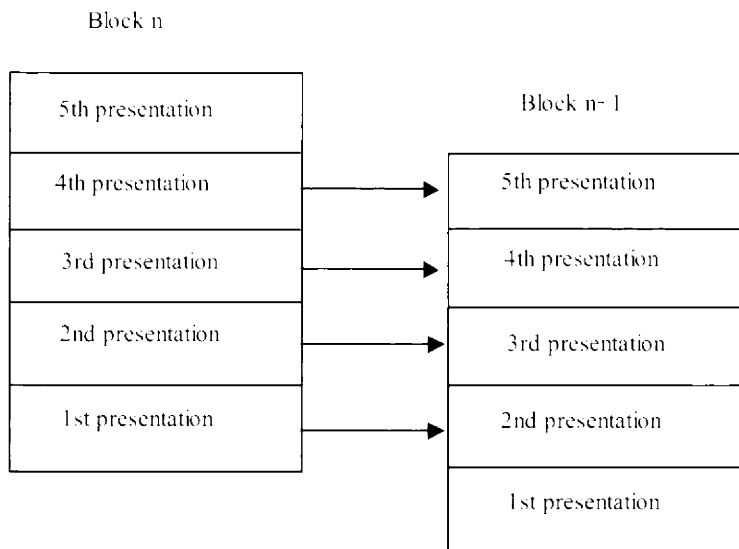 Block n
5th presentation
4th presentation
3rd presentation
2nd presentation
1st presentation
Block n- 1
5th presentation
4th presentation
3rd presentation
2nd presentation
1st presentation